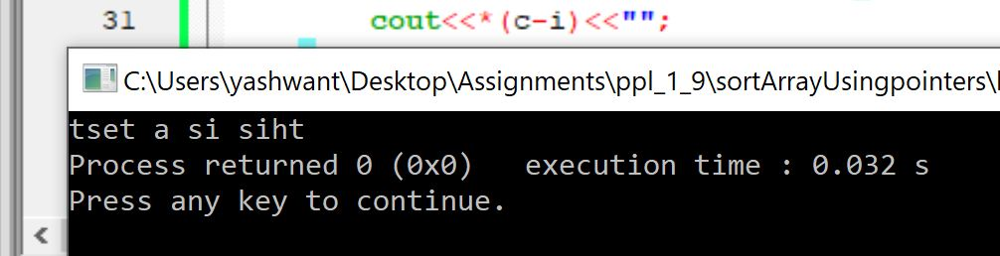 31 cout<<*(c-i)<<"";
C:\Users\yashwant\Desktop\Assignments\ppl_1_9\sortArrayUsingpointers\
tset a si siht
Process returned 0 (0x0)   execution time : 0.032 s
Press any key to continue.